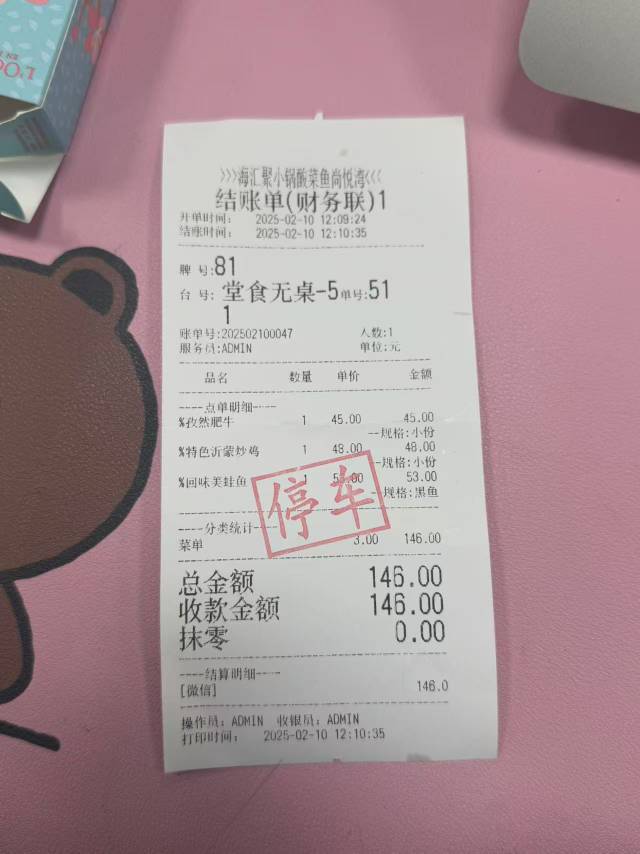 L'OC
EN
>>>海汇聚小锅酸菜鱼尚悦湾<<<
结账单(财务联)1
开单时间: 2025-02-10 12:09:24
结账时间: 2025-02-10 12:10:35
牌 号:81
台 号: 堂食无桌-5 单号:51
1
账单号:202502100047 人数:1
服务员:ADMIN 单位:元
品名 数量 单价 金额
----点单明细----
%孜然肥牛 1 45.00 45.00
--规格:小份
%特色沂蒙炒鸡 1 48.00 48.00
--规格:小份
%回味美蛙鱼 1 53.00 53.00
--规格:黑鱼
停车
----分类统计----
菜单 3.00 146.00
总金额 146.00
收款金额 146.00
抹零 0.00
----结算明细----
[微信] 146.0
操作员: ADMIN 收银员: ADMIN
打印时间: 2025-02-10 12:10:35